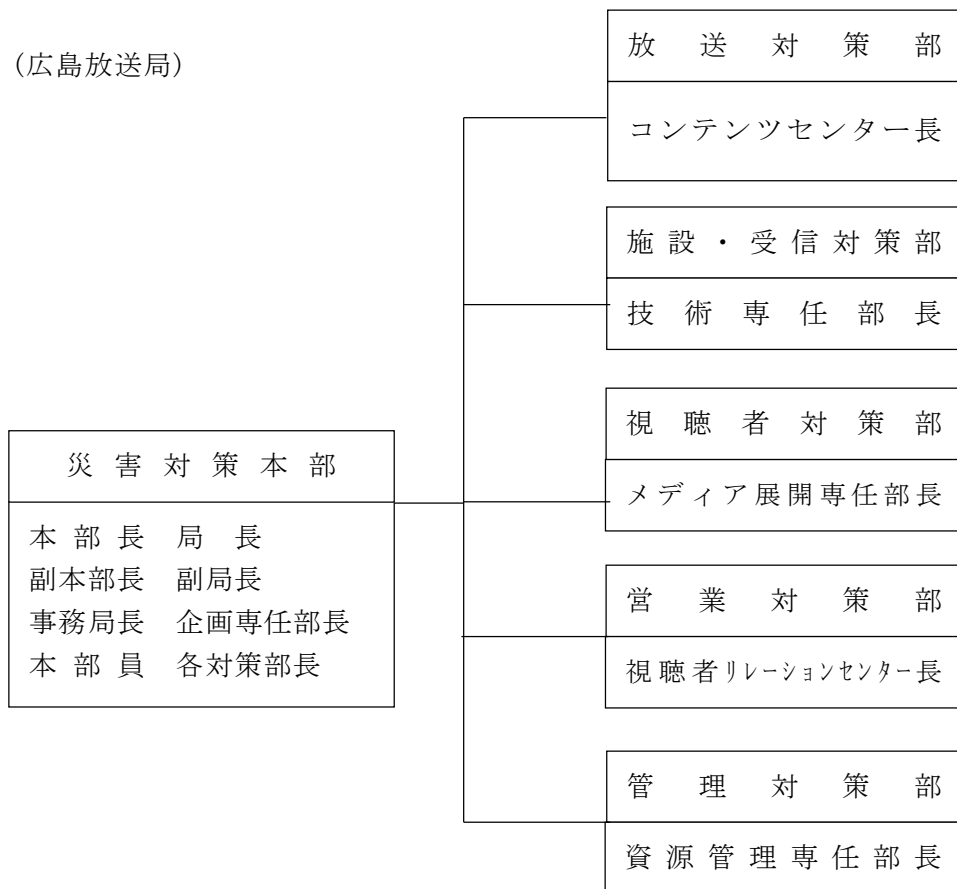 (広島放送局)
放送対策部
コンテンツセンター長
施設・受信対策部
技術専任部長
視聴者対策部
メディア展開専任部長
災害対策本部
本部長 局長
副本部長 副局長
事務局長 企画専任部長
本部員 各対策部長
営業対策部
視聴者ﾘﾚｰｼｮﾝｾﾝﾀｰ長
管理対策部
資源管理専任部長